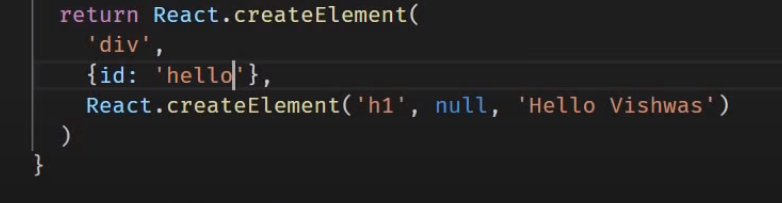 return React.createElement(
'div',
{id: 'hello'},
React.createElement('h1', null, 'Hello Vishwas')
)
}